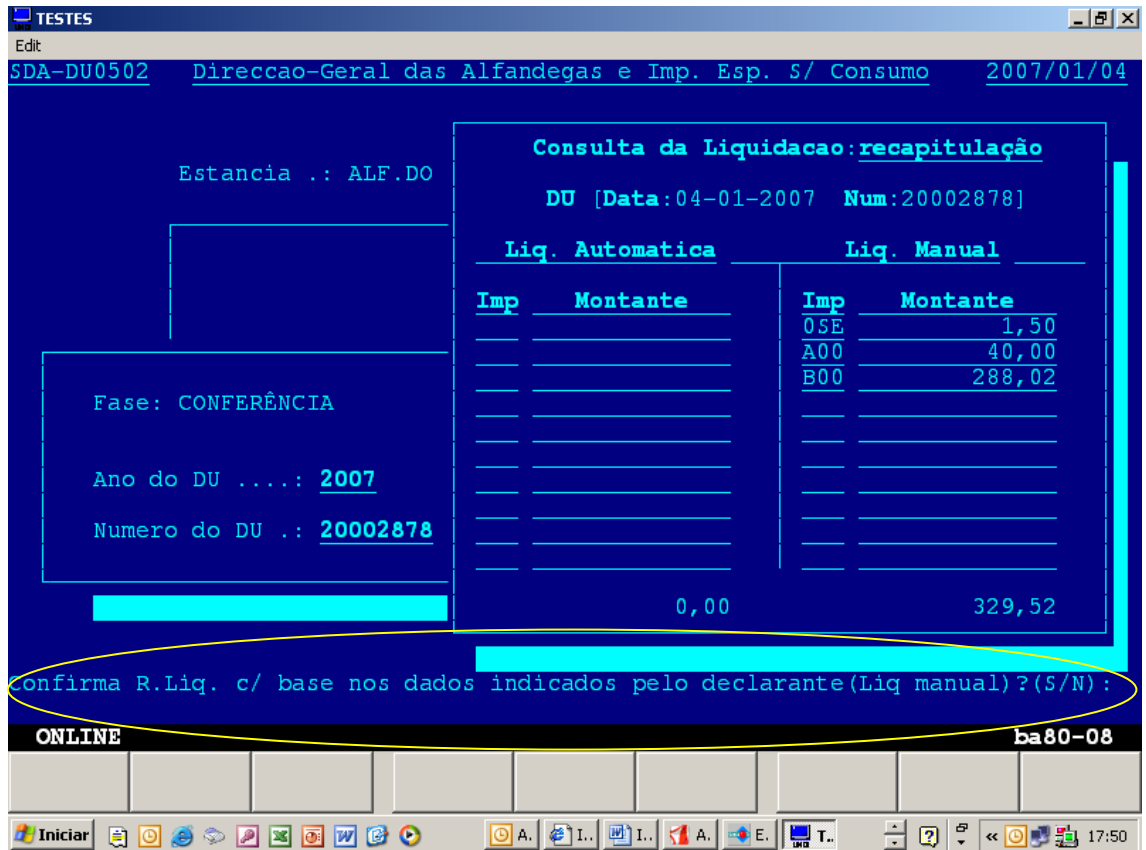 TESTES
Edit
SDA-DU0502 Direccao-Geral das Alfandegas e Imp. Esp. S/ Consumo 2007/01/04
Consulta da Liquidacao:recapitulação
Estancia .: ALF.DO
DU [Data:04-01-2007 Num:20002878]
Liq. Automatica Liq. Manual
Imp Montante Imp Montante
0SE 1,50
A00 40,00
B00 288,02
Fase: CONFERÊNCIA
Ano do DU ....: 2007
Numero do DU .: 20002878
0,00 329,52
Confirma R.Liq. c/ base nos dados indicados pelo declarante(Liq manual)?(S/N):
ONLINE ba80-08
Iniciar A. I.. I.. A. E. T.. 17:50